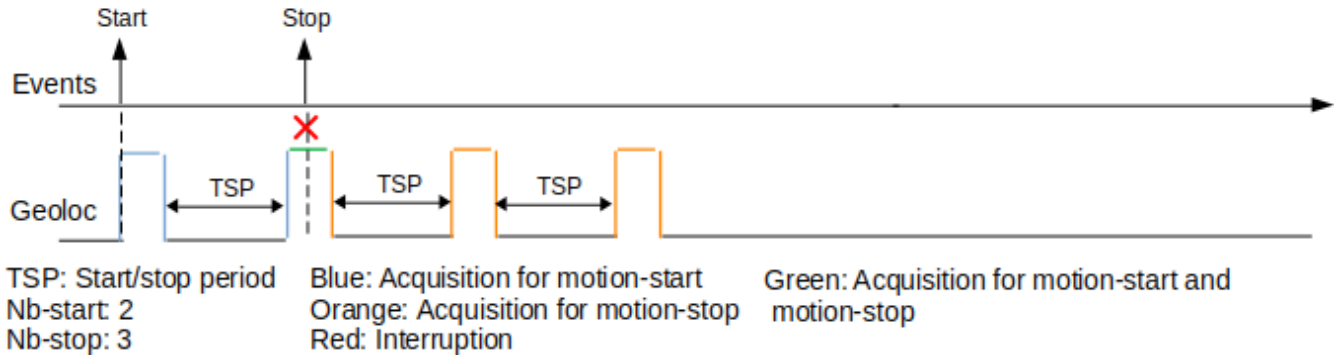 Start Stop
Events
TSP TSP TSP
Geoloc
TSP: Start/stop period Blue: Acquisition for motion-start Green: Acquisition for motion-start and
Nb-start: 2 Orange: Acquisition for motion-stop motion-stop
Nb-stop: 3 Red: Interruption